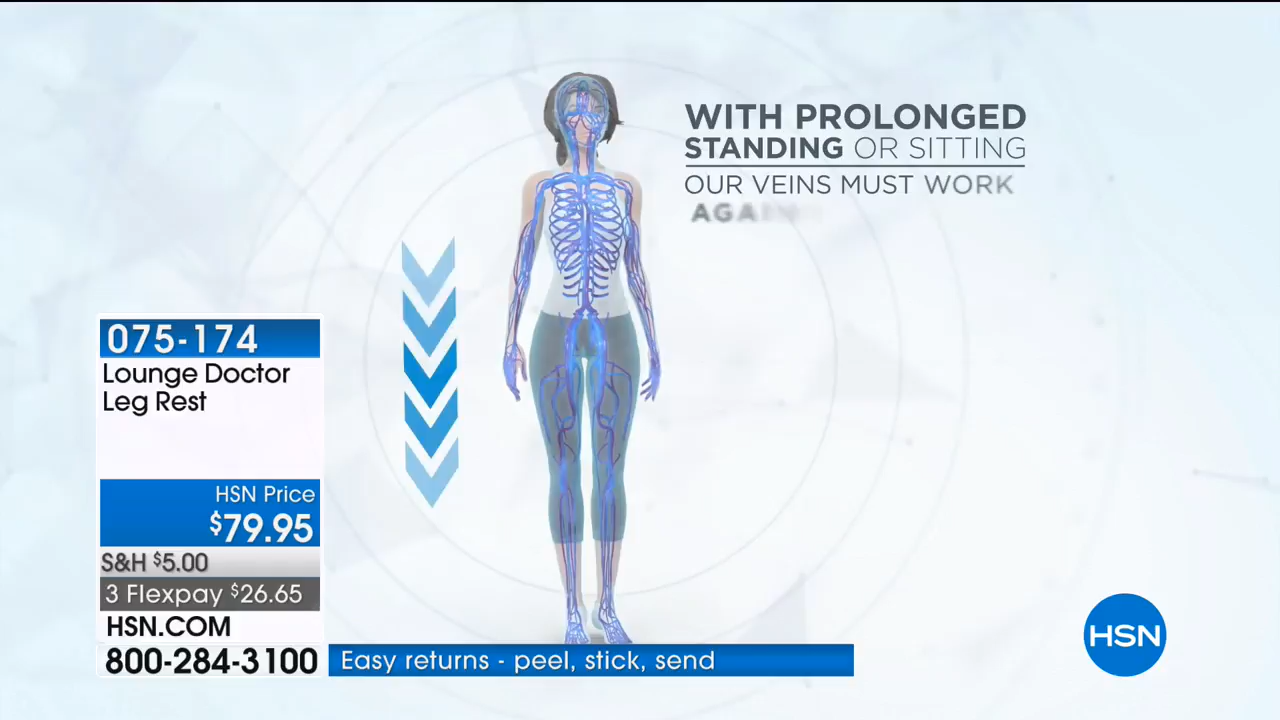 WITH PROLONGED
STANDING OR SITTING
OUR VEINS MUST WORK
075-174
Lounge Doctor
Leg Rest
HSN Price
$79.95
S&H $5.00
3 Flexpay $26.65
HSN.COM
800-284-3100
Easy returns - peel, stick, send
HSN